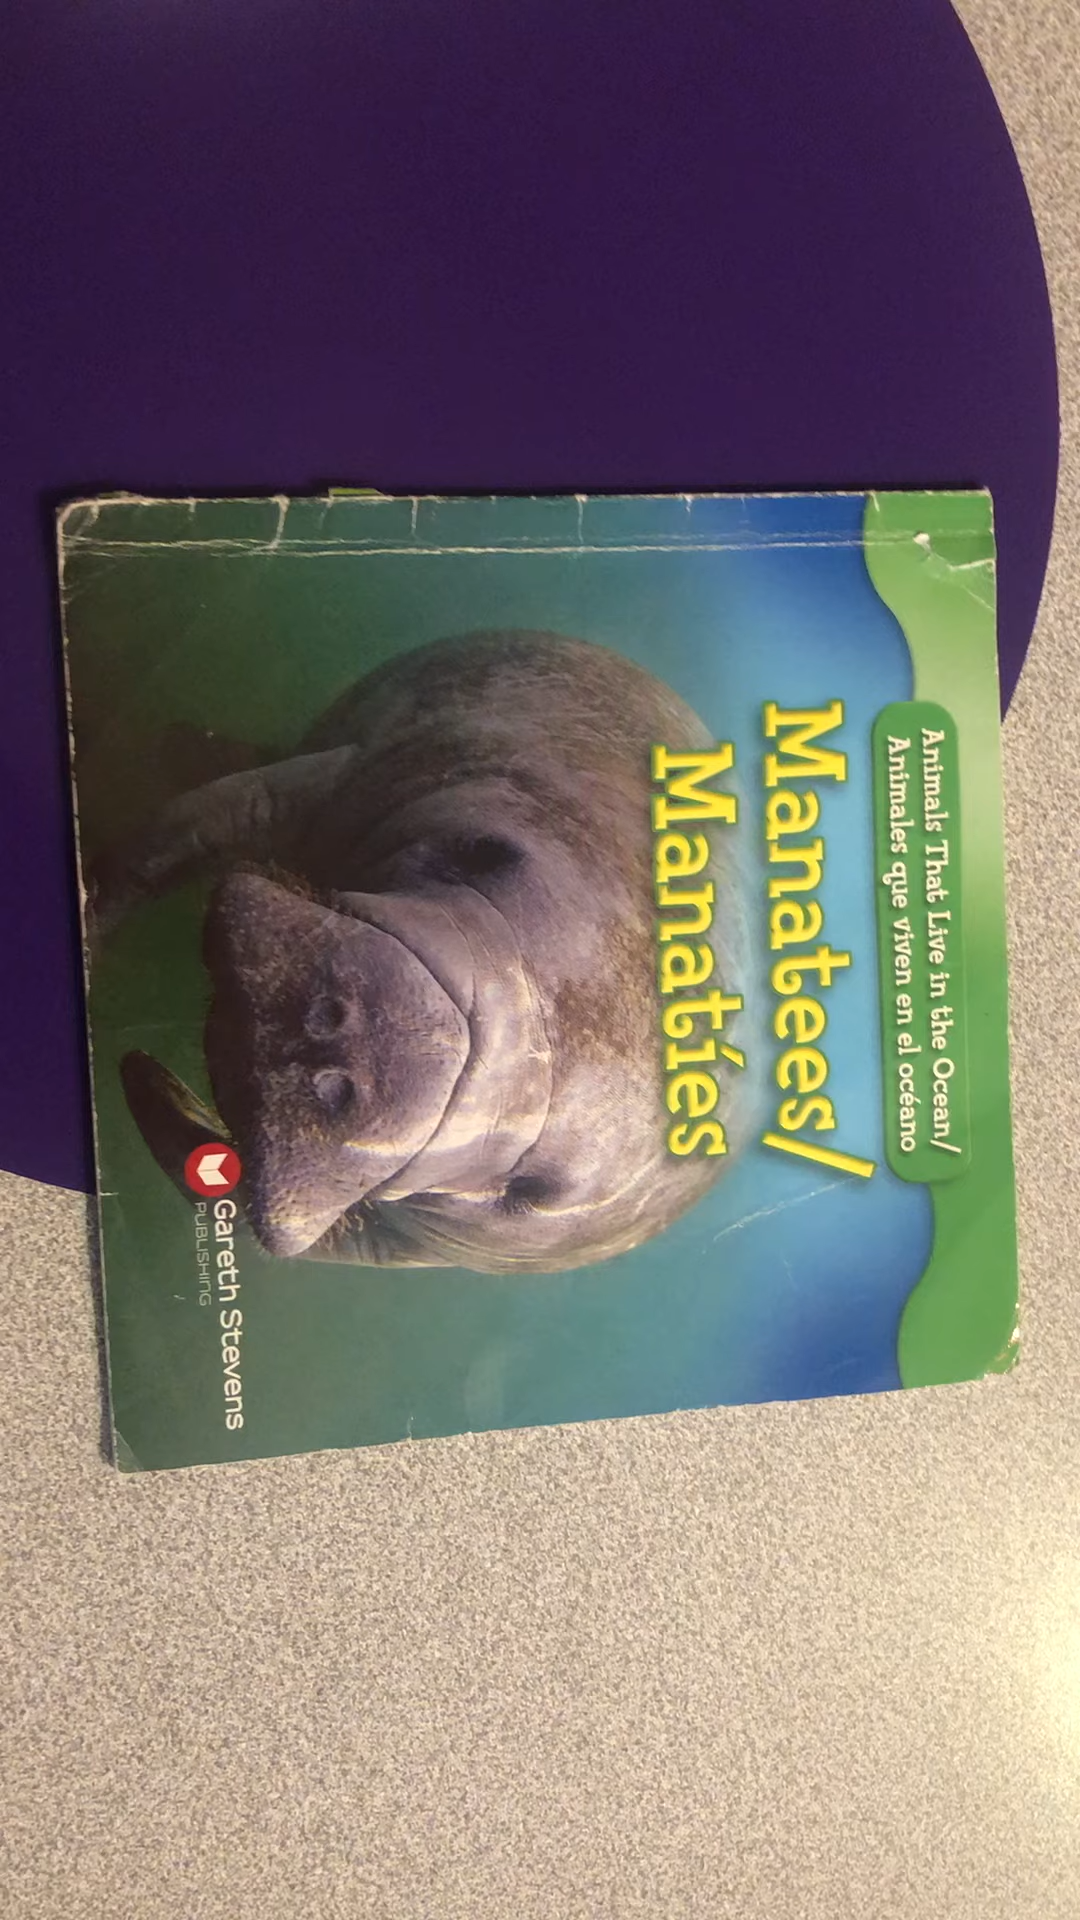 Animals That Live in the Ocean/
Animales que viven en el océano
Manatees/
Manatíes
Gareth Stevens
PUBLISHING